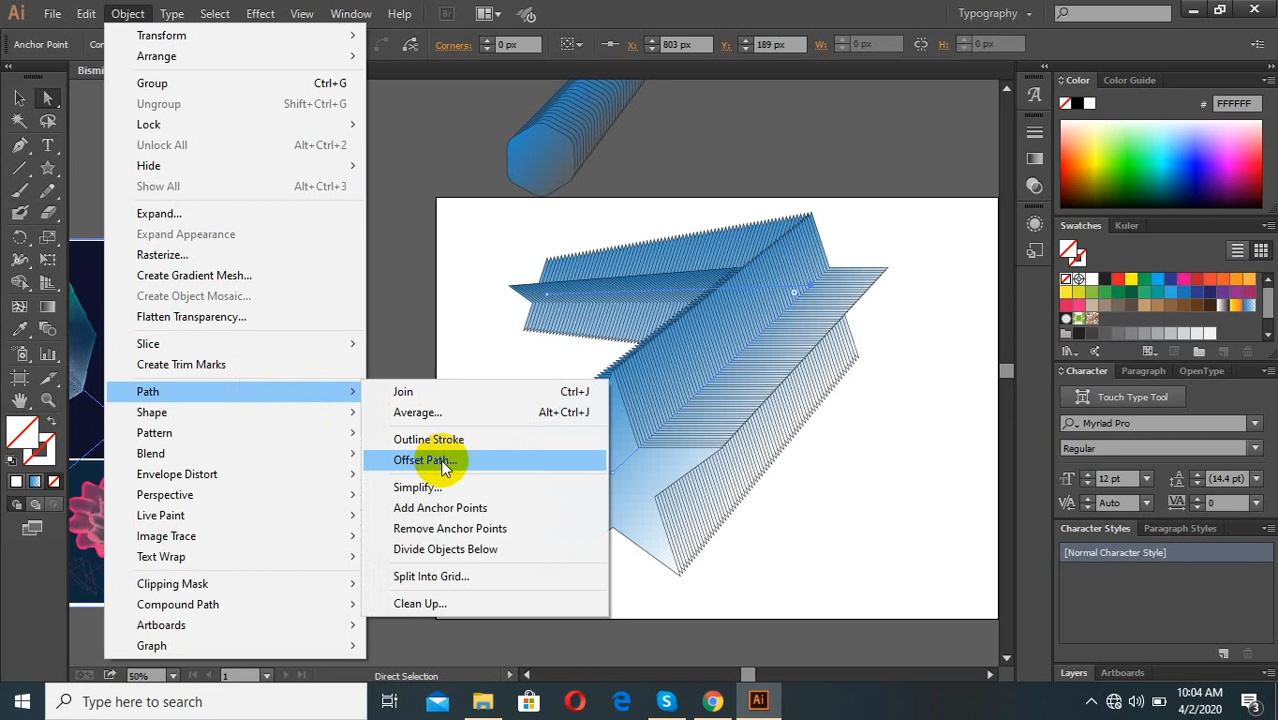 Ai File Edit Object Type Select Effect View Window Help Br Typography
Anchor Point Corners: 0 px X: 803 px Y: 189 px W: 0 px H: 0 px
Transform
Arrange
Group Ctrl+G
Ungroup Shift+Ctrl+G
Lock
Unlock All Alt+Ctrl+2
Hide
Show All Alt+Ctrl+3
Expand...
Expand Appearance
Rasterize...
Create Gradient Mesh...
Create Object Mosaic...
Flatten Transparency...
Slice
Create Trim Marks
Path
Shape
Pattern
Blend
Envelope Distort
Perspective
Live Paint
Image Trace
Text Wrap
Clipping Mask
Compound Path
Artboards
Graph
Join Ctrl+J
Average... Alt+Ctrl+J
Outline Stroke
Offset Path...
Simplify...
Add Anchor Points
Remove Anchor Points
Divide Objects Below
Split Into Grid...
Clean Up...
Color Color Guide
# FFFFFF
Swatches Kuler
Character Paragraph OpenType
Touch Type Tool
Myriad Pro
Regular
12 pt (14.4 pt)
VA 0 VA 0
Character Styles Paragraph Styles
[Normal Character Style]
Layers Artboards
50% 1 Direct Selection
Type here to search
10:04 AM
4/2/2020
3